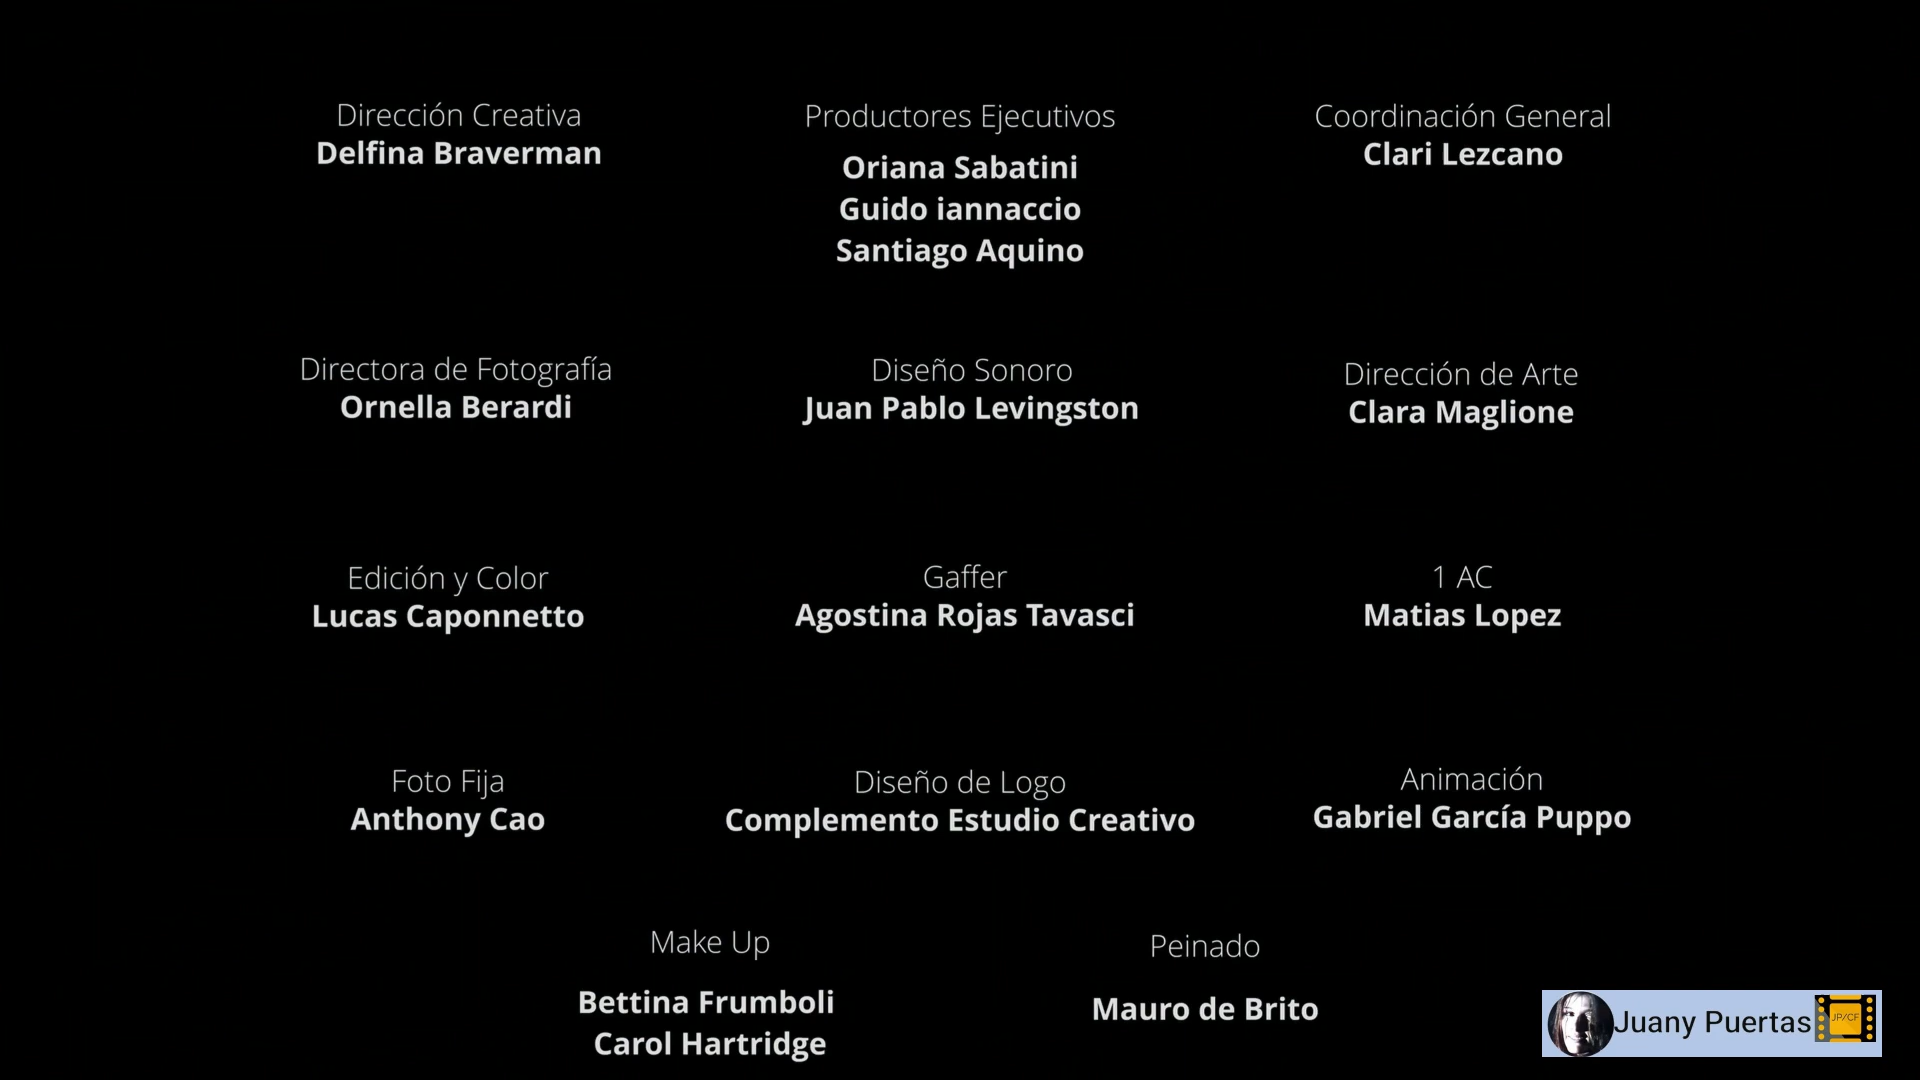 Dirección Creativa
Delfina Braverman
Productores Ejecutivos
Oriana Sabatini
Guido iannaccio
Santiago Aquino
Coordinación General
Clari Lezcano
Directora de Fotografía
Ornella Berardi
Diseño Sonoro
Juan Pablo Levingston
Dirección de Arte
Clara Maglione
Edición y Color
Lucas Caponnetto
Gaffer
Agostina Rojas Tavasci
1 AC
Matias Lopez
Foto Fija
Anthony Cao
Diseño de Logo
Complemento Estudio Creativo
Animación
Gabriel García Puppo
Make Up
Bettina Frumboli
Carol Hartridge
Peinado
Mauro de Brito
Juany Puertas
JP/CF